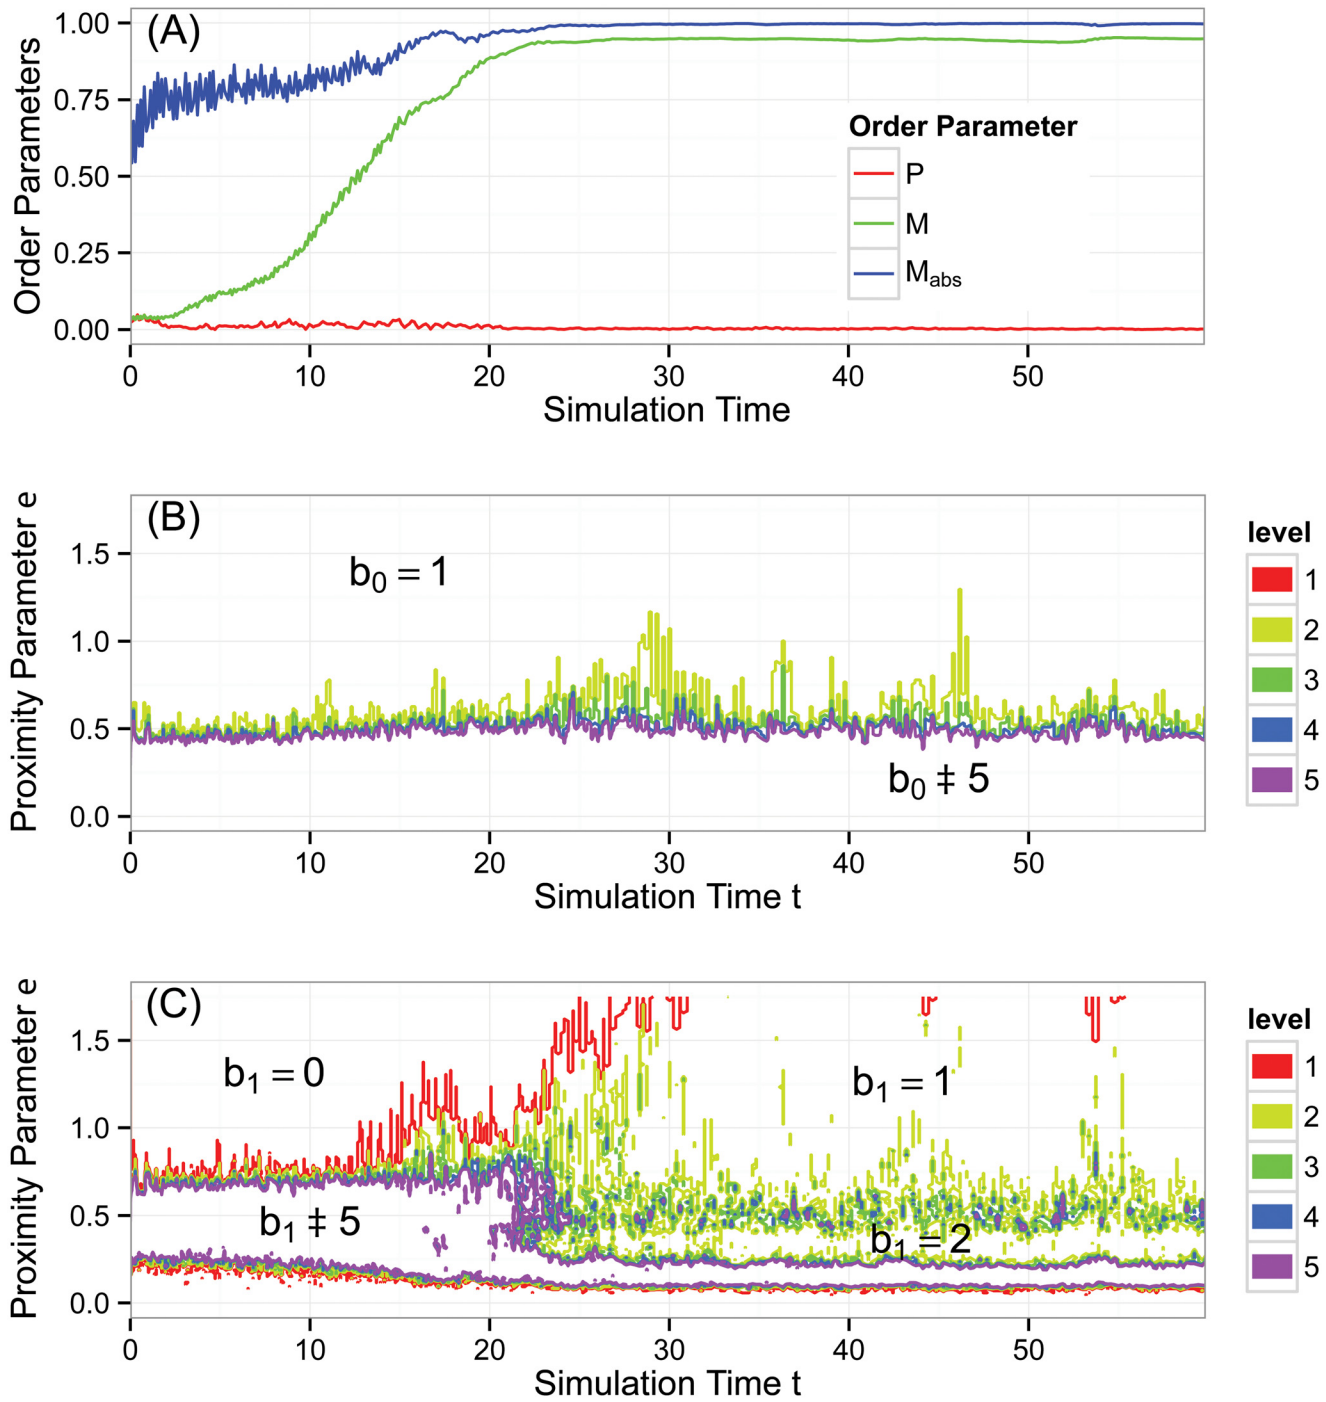 (A)
Order Parameters
1.00
0.75
0.50
0.25
0.00
Order Parameter
P
M
M_abs
0 10 20 30 40 50
Simulation Time
(B)
Proximity Parameter e
1.5
1.0
0.5
0.0
b₀ = 1
b₀ ‡ 5
level
1
2
3
4
5
0 10 20 30 40 50
Simulation Time t
(C)
Proximity Parameter e
1.5
1.0
0.5
0.0
b₁ = 0
b₁ = 1
b₁ ‡ 5
b₁ = 2
level
1
2
3
4
5
0 10 20 30 40 50
Simulation Time t